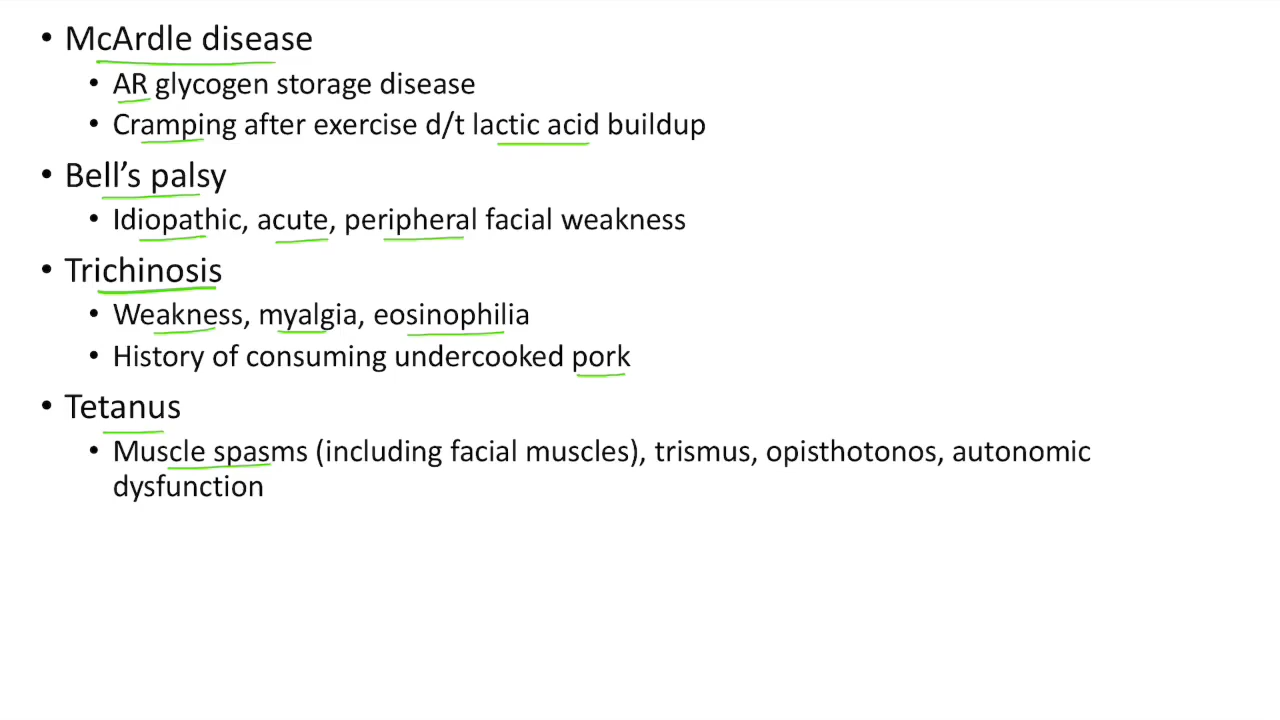 • McArdle disease
• AR glycogen storage disease
• Cramping after exercise d/t lactic acid buildup
• Bell’s palsy
• Idiopathic, acute, peripheral facial weakness
• Trichinosis
• Weakness, myalgia, eosinophilia
• History of consuming undercooked pork
• Tetanus
• Muscle spasms (including facial muscles), trismus, opisthotonos, autonomic
dysfunction